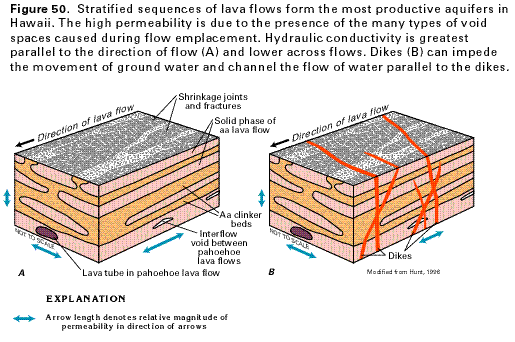 Figure 50. Stratified sequences of lava flows form the most productive aquifers in
Hawaii. The high permeability is due to the presence of the many types of void
spaces caused during flow emplacement. Hydraulic conductivity is greatest
parallel to the direction of flow (A) and lower across flows. Dikes (B) can impede
the movement of ground water and channel the flow of water parallel to the dikes.
Direction of lava flow
Shrinkage joints
and fractures
Solid phase of
aa lava flow
Aa clinker
beds
Interflow
void between
pahoehoe
lava flows
NOT TO SCALE
A
Lava tube in pahoehoe lava flow
Direction of lava flow
NOT TO SCALE
Dikes
B
Modified from Hunt, 1996
EXPLANATION
Arrow length denotes relative magnitude of
permeability in direction of arrows